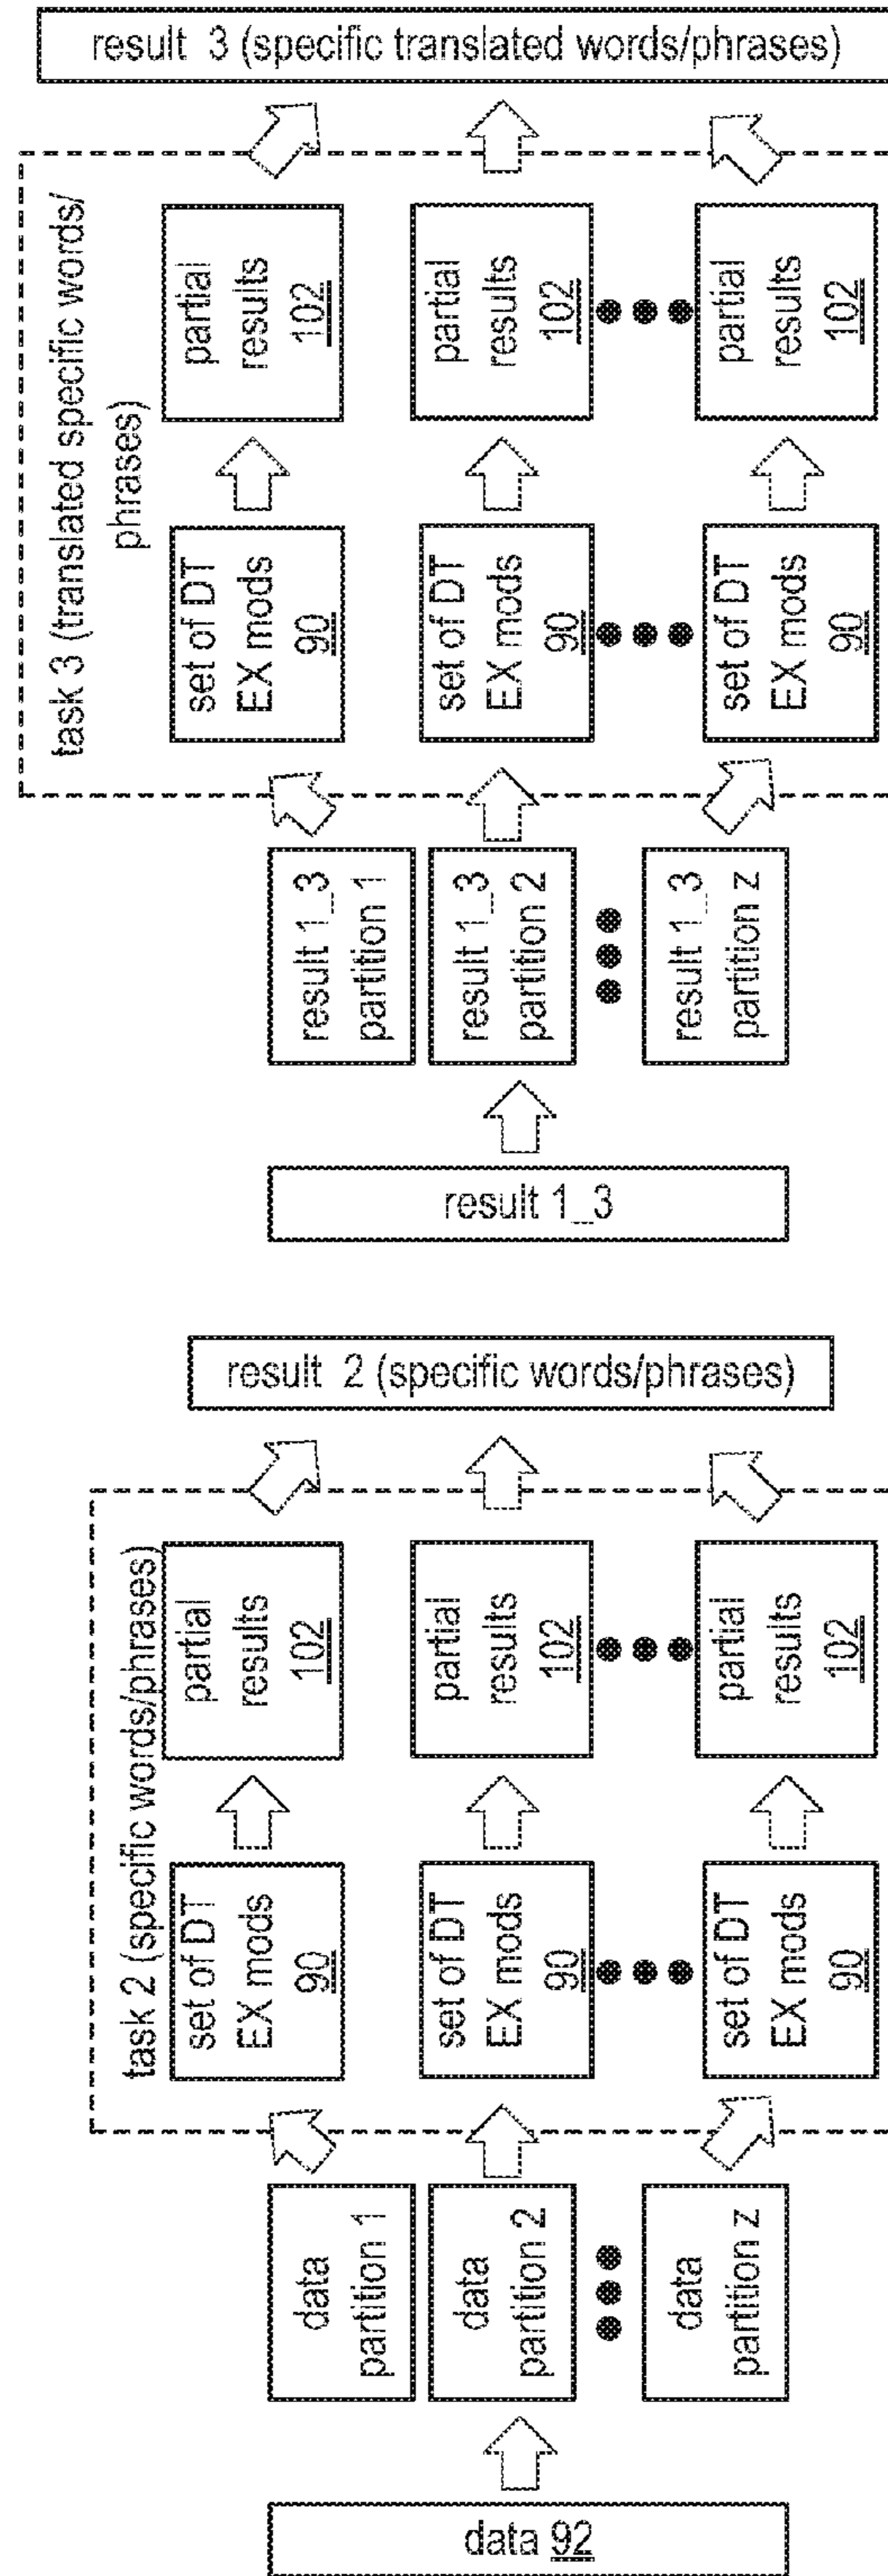 task 3 (translated specific words/
phrases)
result 1_3
result 1_3
partition 1
result 1_3
partition 2
result 1_3
partition z
set of DT
EX mods
90
set of DT
EX mods
90
set of DT
EX mods
90
partial
results
102
partial
results
102
partial
results
102
result 3 (specific translated words/phrases)
task 2 (specific words/phrases)
data 92
data
partition 1
data
partition 2
data
partition z
set of DT
EX mods
90
set of DT
EX mods
90
set of DT
EX mods
90
partial
results
102
partial
results
102
partial
results
102
result 2 (specific words/phrases)